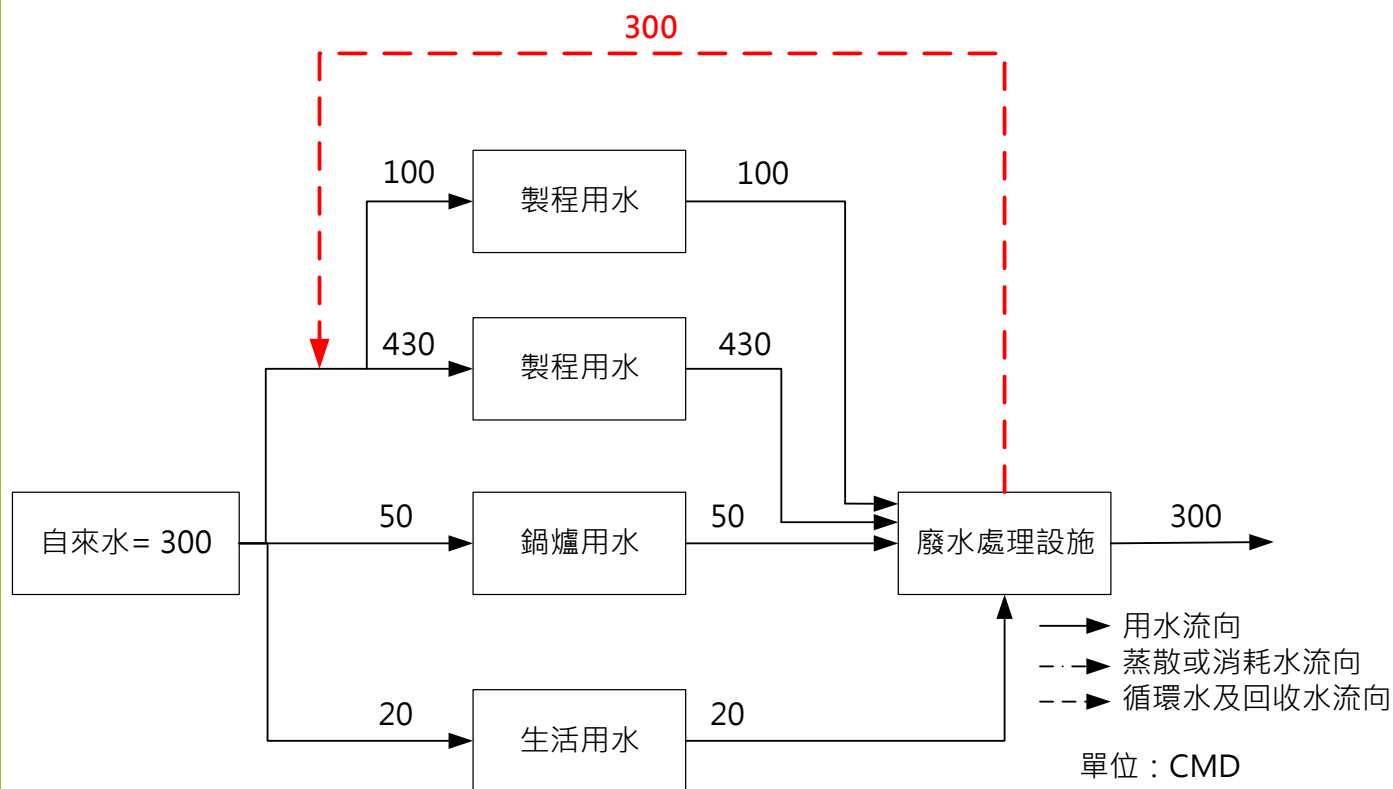 300
100
製程用水
100
430
製程用水
430
自來水= 300
50
鍋爐用水
50
廢水處理設施
300
20
生活用水
20
用水流向
蒸散或消耗水流向
循環水及回收水流向
單位：CMD